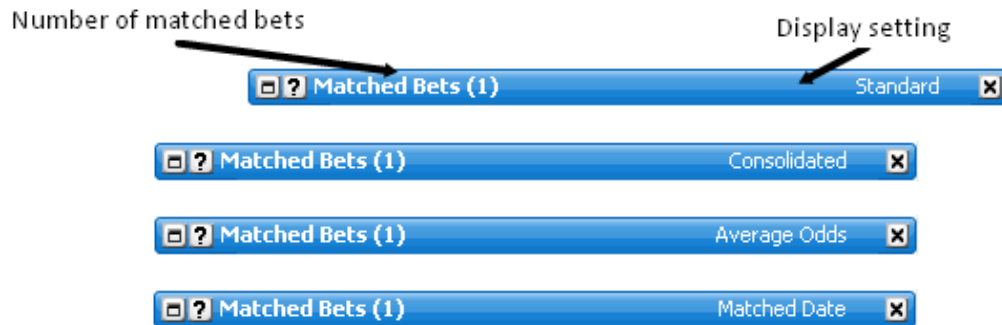 Number of matched bets
Display setting
? Matched Bets (1) Standard
? Matched Bets (1) Consolidated
? Matched Bets (1) Average Odds
? Matched Bets (1) Matched Date